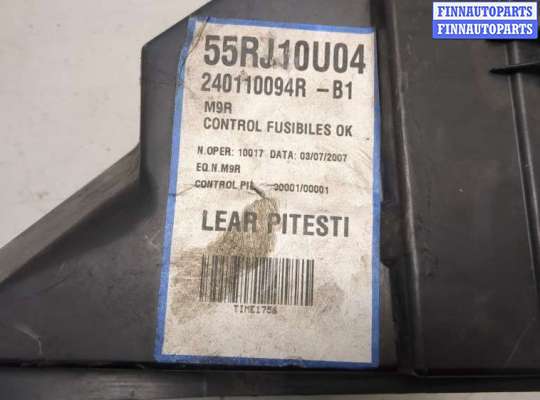 FINNAUTOPARTS
FINNAUTOPARTS
55RJ10U04
240110094R -B1
M9R
CONTROL FUSIBILES OK
N.OPER: 10017 DATA: 03/07/2007
EQ.N.M9R
CONTROL PIL 00001/00001
LEAR PITESTI
TIME1756